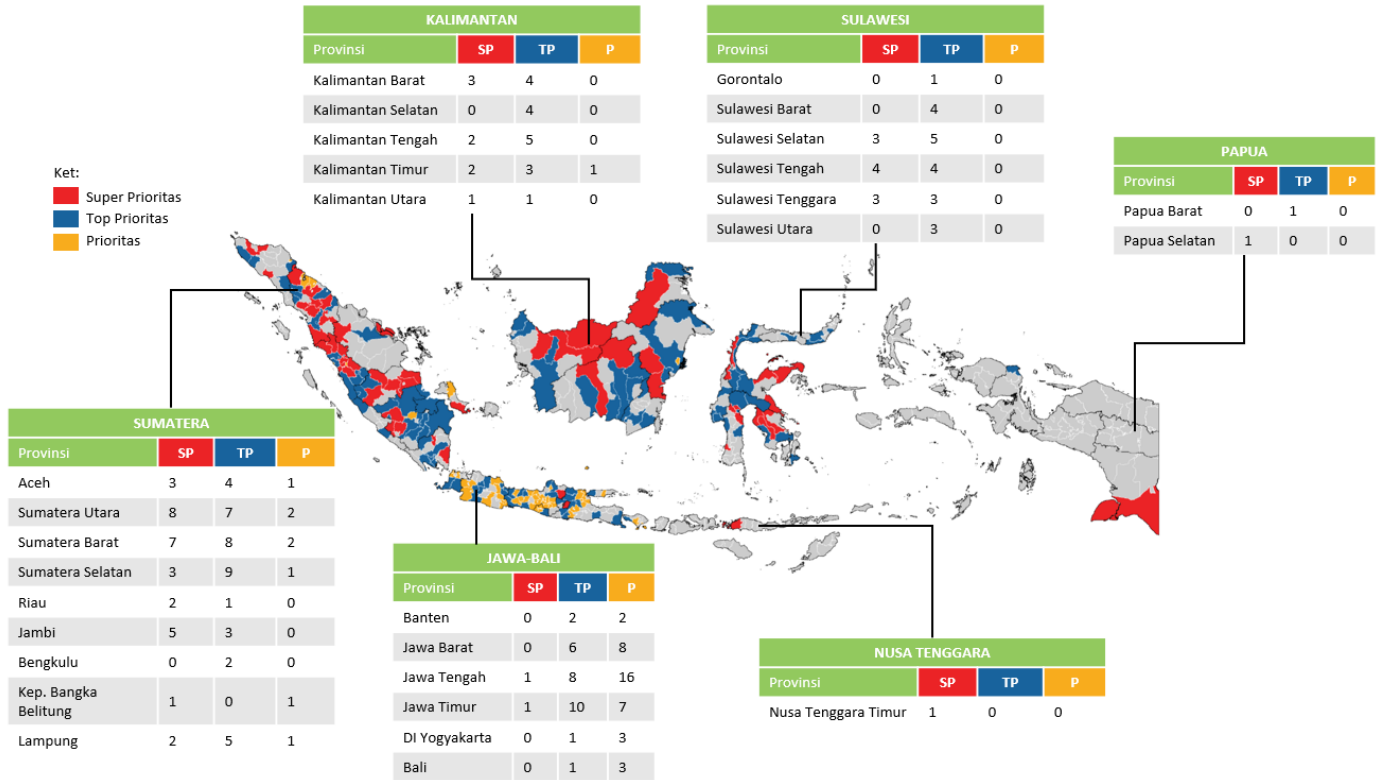 KALIMANTAN
Provinsi SP TP P
Kalimantan Barat 3 4 0
Kalimantan Selatan 0 4 0
Kalimantan Tengah 2 5 0
Kalimantan Timur 2 3 1
Kalimantan Utara 1 1 0
SULAWESI
Provinsi SP TP P
Gorontalo 0 1 0
Sulawesi Barat 0 4 0
Sulawesi Selatan 3 5 0
Sulawesi Tengah 4 4 0
Sulawesi Tenggara 3 3 0
Sulawesi Utara 0 3 0
PAPUA
Provinsi SP TP P
Papua Barat 0 1 0
Papua Selatan 1 0 0
Ket:
Super Prioritas
Top Prioritas
Prioritas
SUMATERA
Provinsi SP TP P
Aceh 3 4 1
Sumatera Utara 8 7 2
Sumatera Barat 7 8 2
Sumatera Selatan 3 9 1
Riau 2 1 0
Jambi 5 3 0
Bengkulu 0 2 0
Kep. Bangka
Belitung 1 0 1
Lampung 2 5 1
JAWA-BALI
Provinsi SP TP P
Banten 0 2 2
Jawa Barat 0 6 8
Jawa Tengah 1 8 16
Jawa Timur 1 10 7
DI Yogyakarta 0 1 3
Bali 0 1 3
NUSA TENGGARA
Provinsi SP TP P
Nusa Tenggara Timur 1 0 0